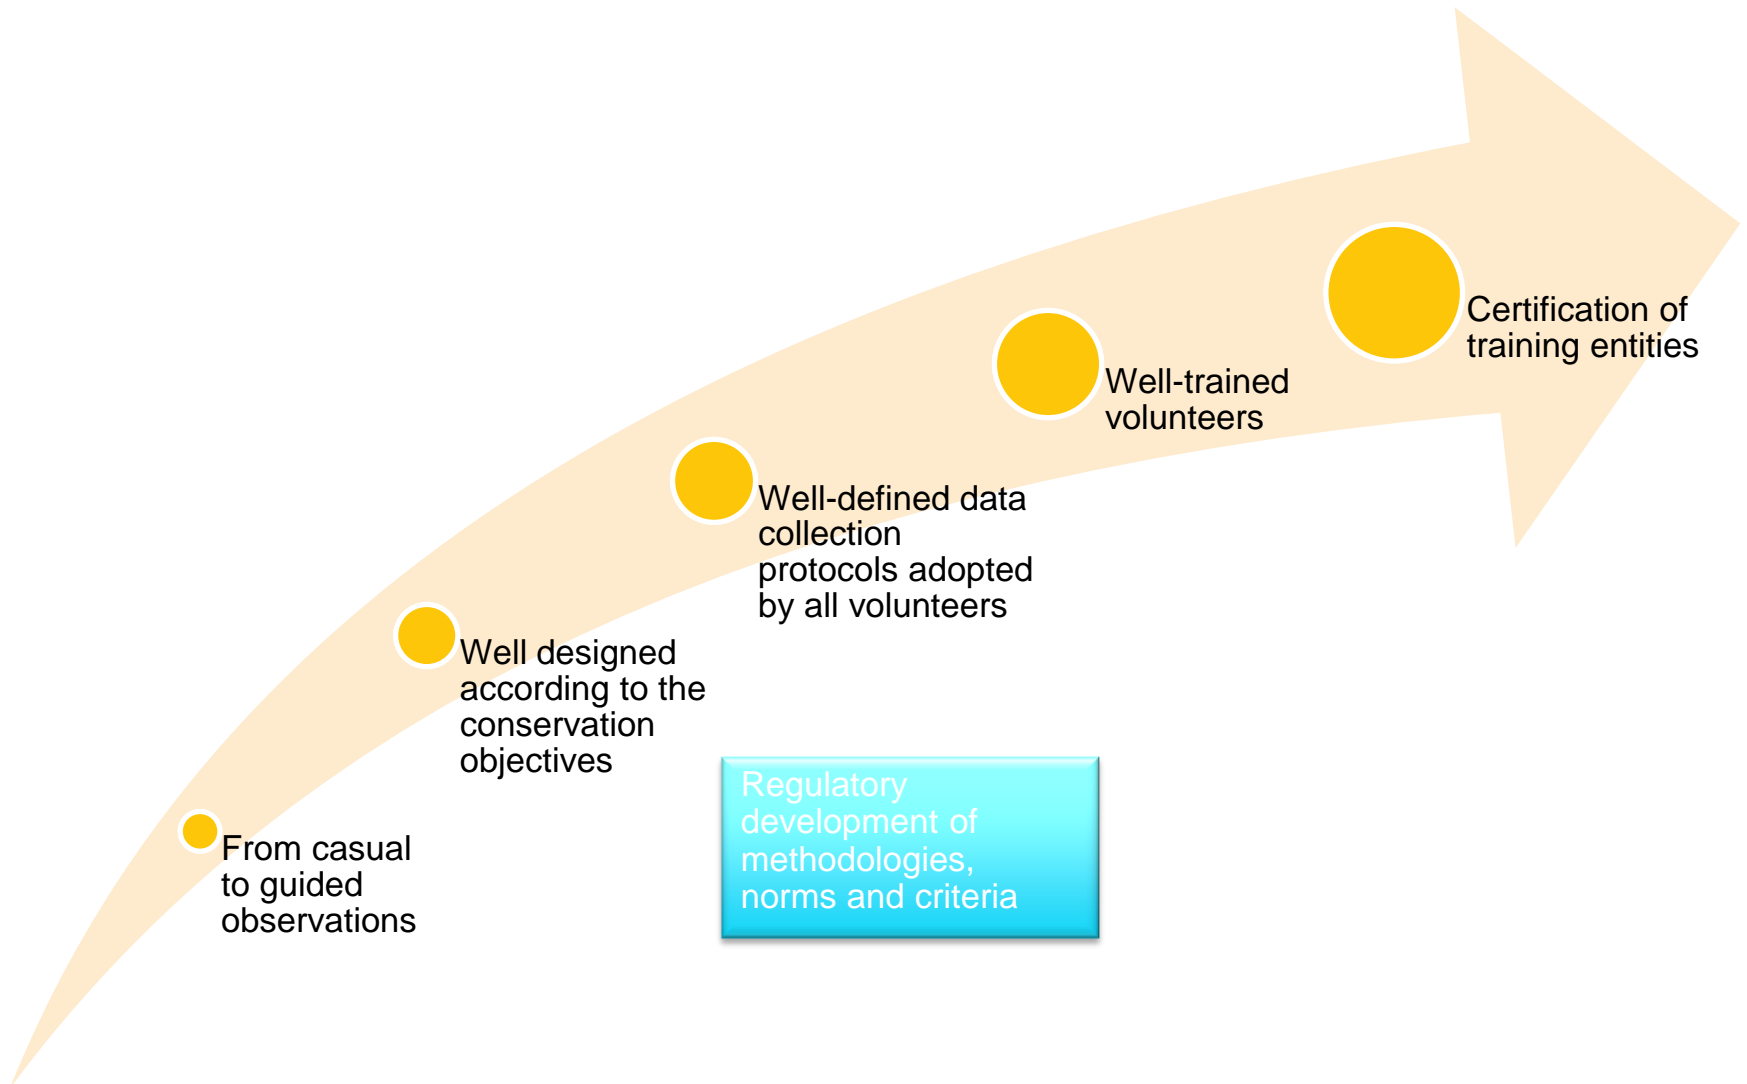 From casual
to guided
observations
Well designed
according to the
conservation
objectives
Well-defined data
collection
protocols adopted
by all volunteers
Well-trained
volunteers
Certification of
training entities
Regulatory
development of
methodologies,
norms and criteria